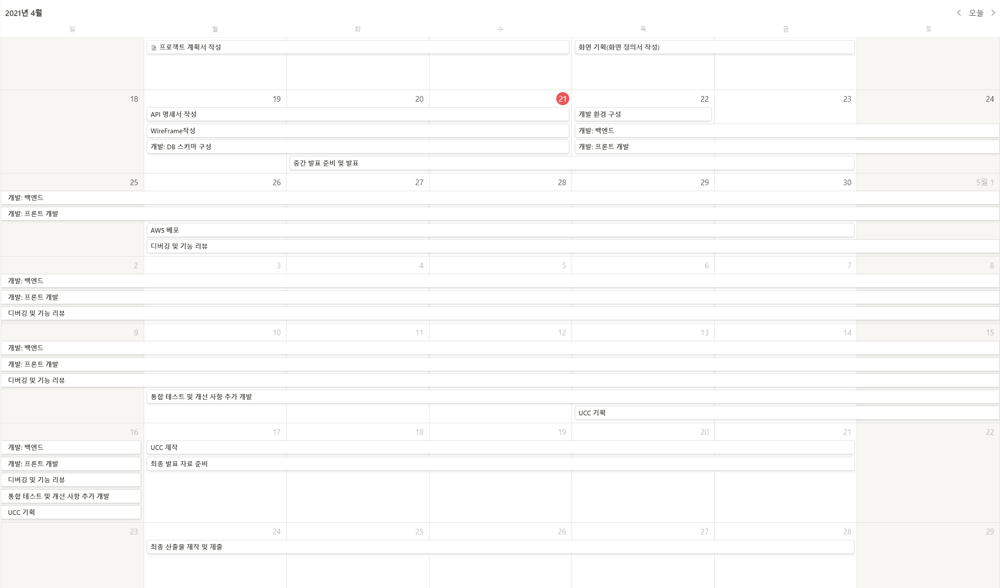 2021년 4월
오늘
일 월 화 수 목 금 토
프로젝트 계획서 작성 화면 기획(화면 정의서 작성)
18 19 20 21 22 23 24
API 명세서 작성 개발 환경 구성
WireFrame작성 개발: 백엔드
개발: DB 스키마 구성 개발: 프론트 개발
중간 발표 준비 및 발표
25 26 27 28 29 30 5월 1
개발: 백엔드
개발: 프론트 개발
AWS 베포
디버깅 및 기능 리뷰
2 3 4 5 6 7 8
개발: 백엔드
개발: 프론트 개발
디버깅 및 기능 리뷰
9 10 11 12 13 14 15
개발: 백엔드
개발: 프론트 개발
디버깅 및 기능 리뷰
통합 테스트 및 개선 사항 추가 개발
UCC 기획
16 17 18 19 20 21 22
개발: 백엔드 UCC 제작
개발: 프론트 개발 최종 발표 자료 준비
디버깅 및 기능 리뷰
통합 테스트 및 개선 사항 추가 개발
UCC 기획
23 24 25 26 27 28 29
최종 산출물 제작 및 제출